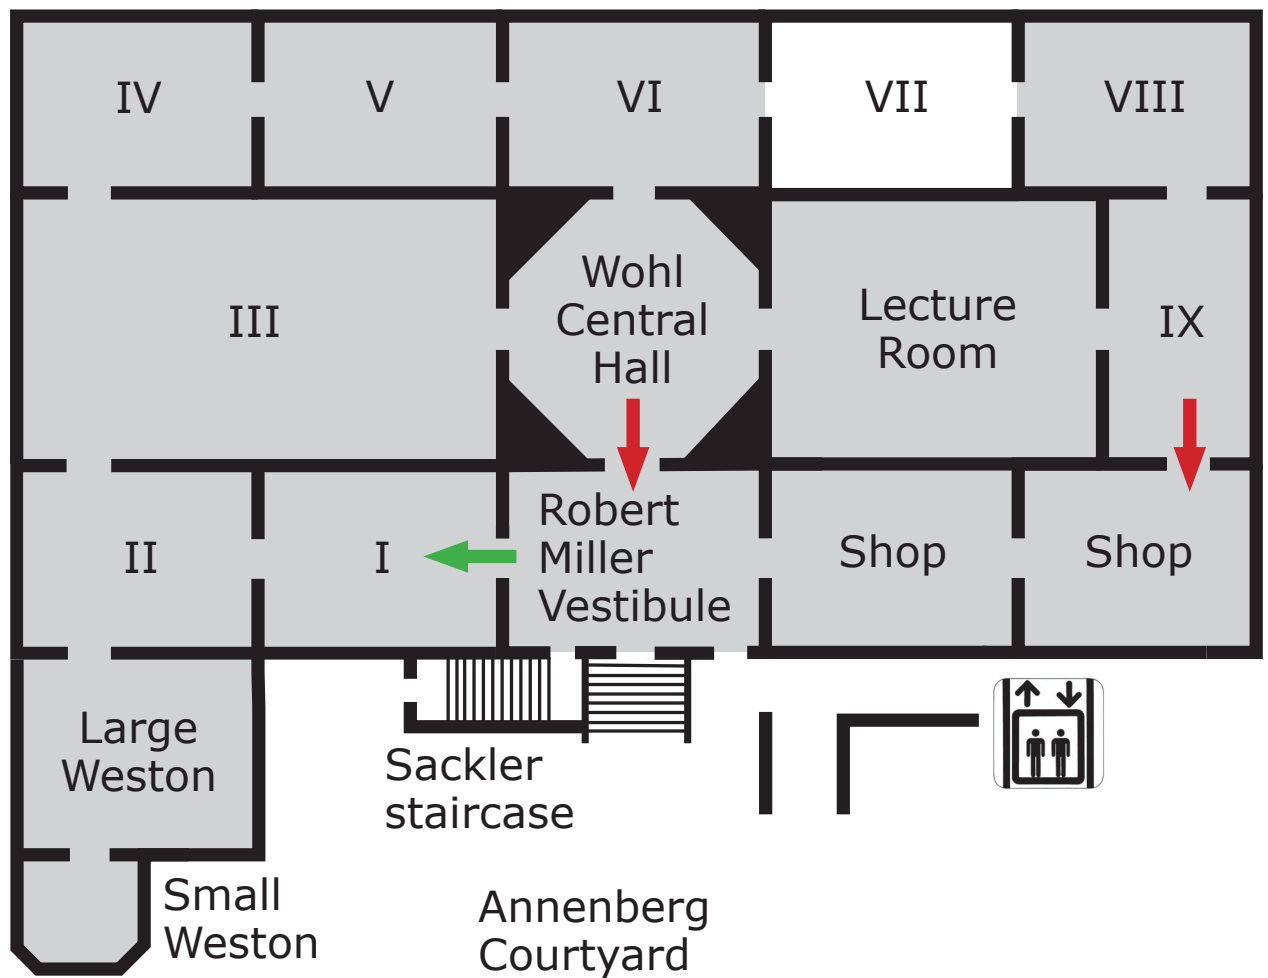 IV
V
VI
VII
VIII
III
Wohl
Central
Hall
Lecture
Room
IX
II
I
Robert
Miller
Vestibule
Shop
Shop
Large
Weston
Sackler
staircase
Small
Weston
Annenberg
Courtyard